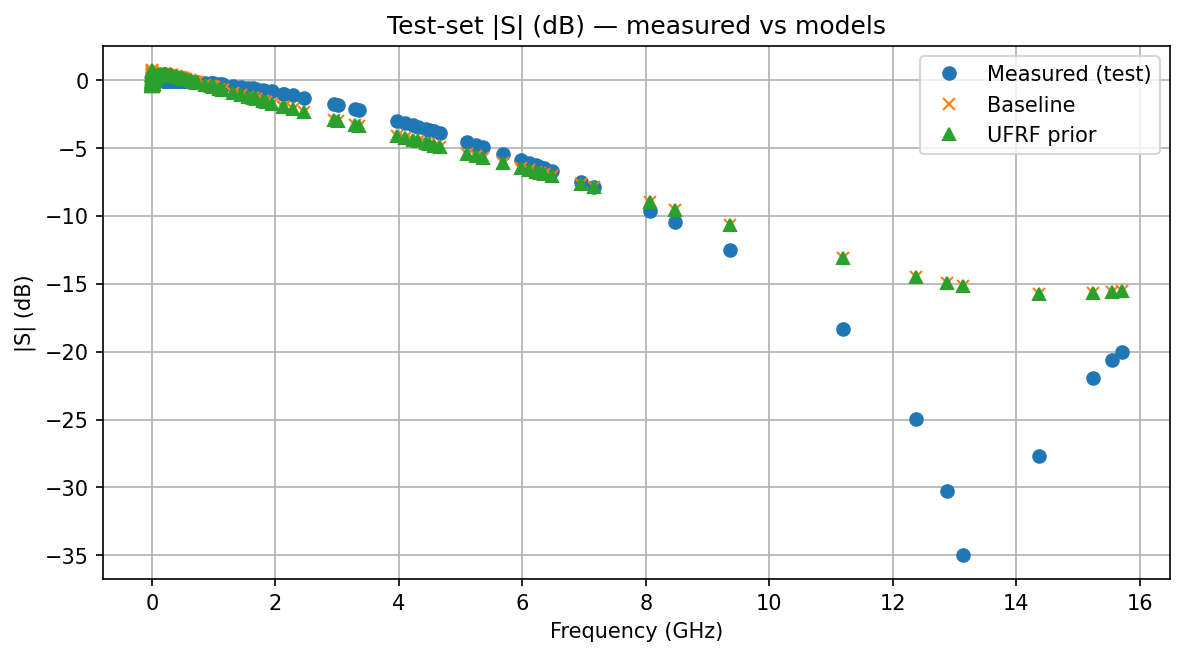 Test-set |S| (dB) — measured vs models
Measured (test)
Baseline
UFRF prior
|S| (dB)
0
−5
−10
−15
−20
−25
−30
−35
0 2 4 6 8 10 12 14 16
Frequency (GHz)